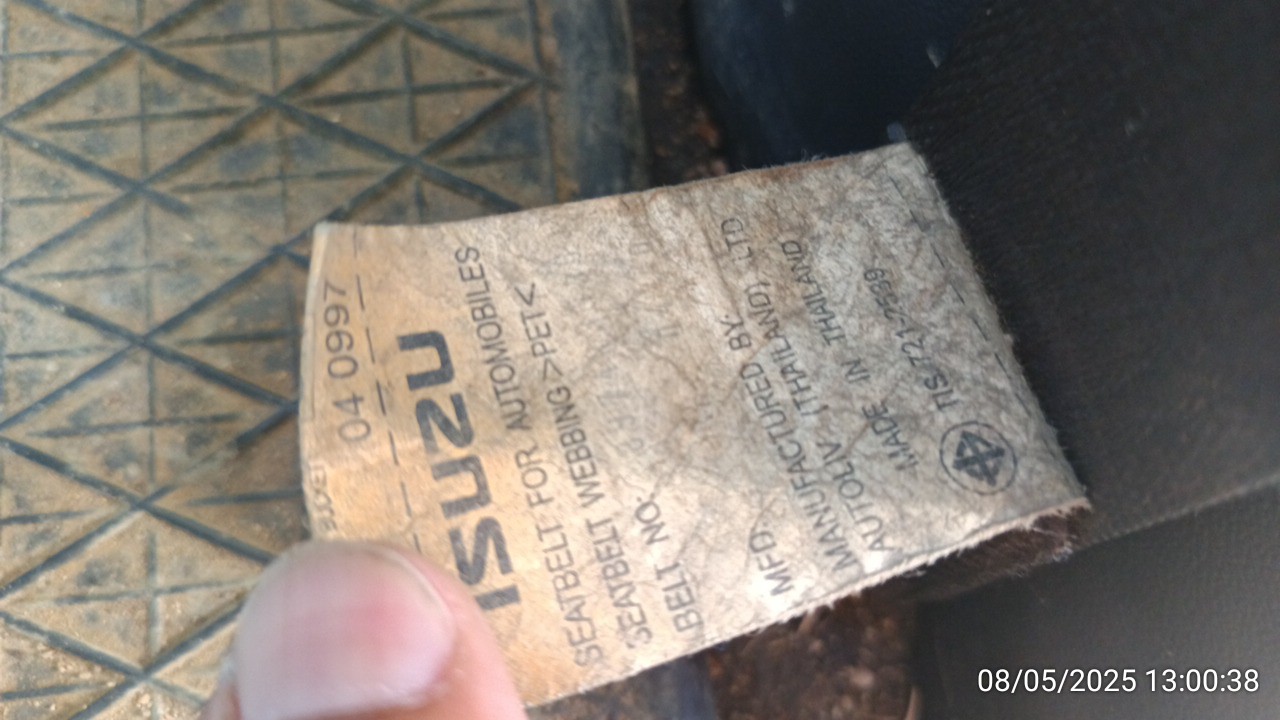 04 0997
ISUZU
SEATBELT FOR AUTOMOBILES
SEATBELT WEBBING >PET<
BELT NO.
MFD.
MANUFACTURED BY:
AUTOLIV (THAILAND), LTD
MADE IN THAILAND
TIS 721-2539
08/05/2025 13:00:38